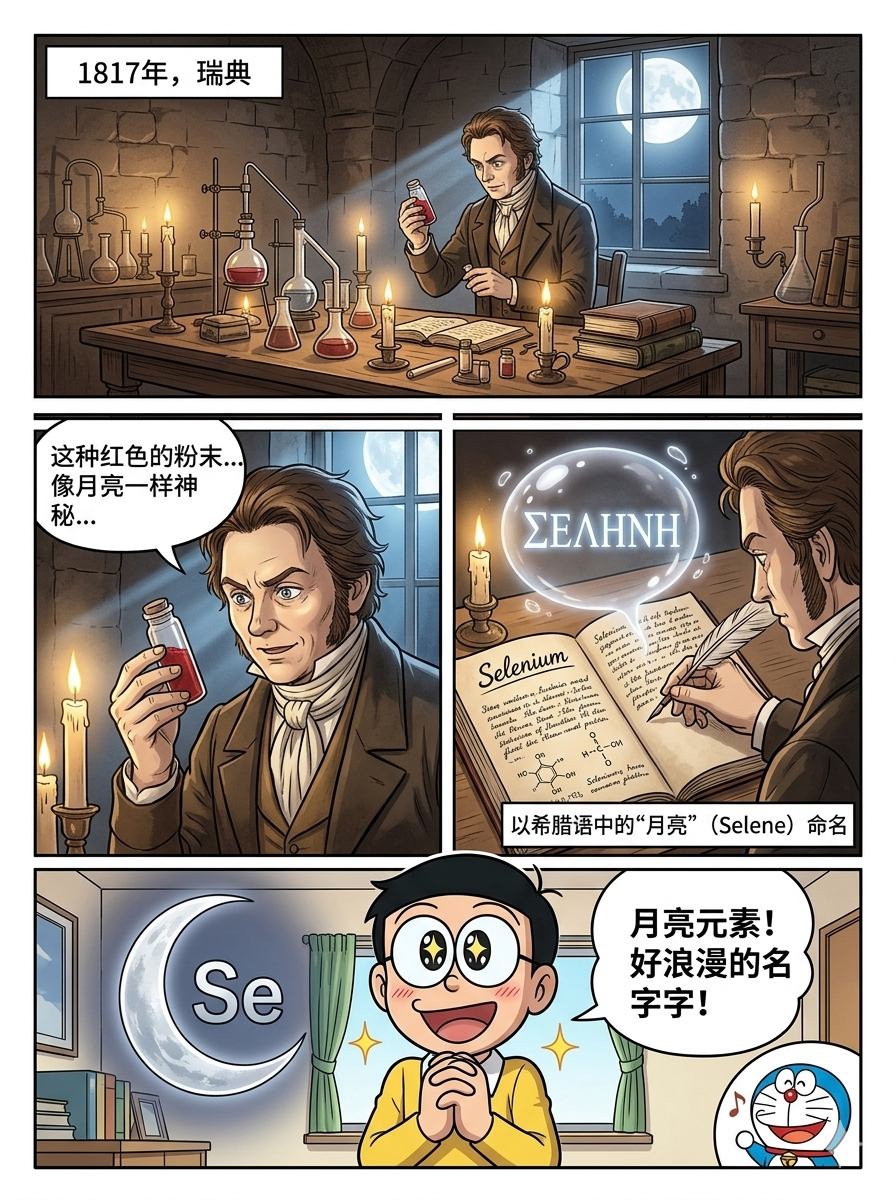 1817年，瑞典
这种红色的粉末...
像月亮一样神
秘...
ΣΕΛΗΝΗ
Selenium
以希腊语中的“月亮”（Selene）命名
Se
月亮元素！
好浪漫的名
字字！